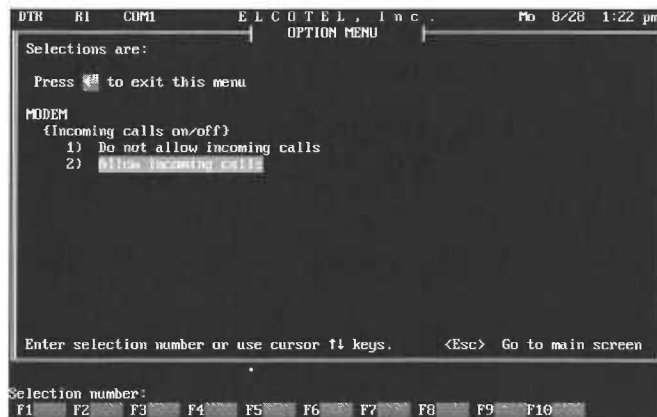 DTR RI COM1 E L C O T E L , I n c . Mo 8/28 1:22 pm
OPTION MENU
Selections are:
Press to exit this menu
MODEM
{Incoming calls on/off}
1) Do not allow incoming calls
2) Allow incoming calls
Enter selection number or use cursor ↑↓ keys. <Esc> Go to main screen
Selection number:
F1 F2 F3 F4 F5 F6 F7 F8 F9 F10